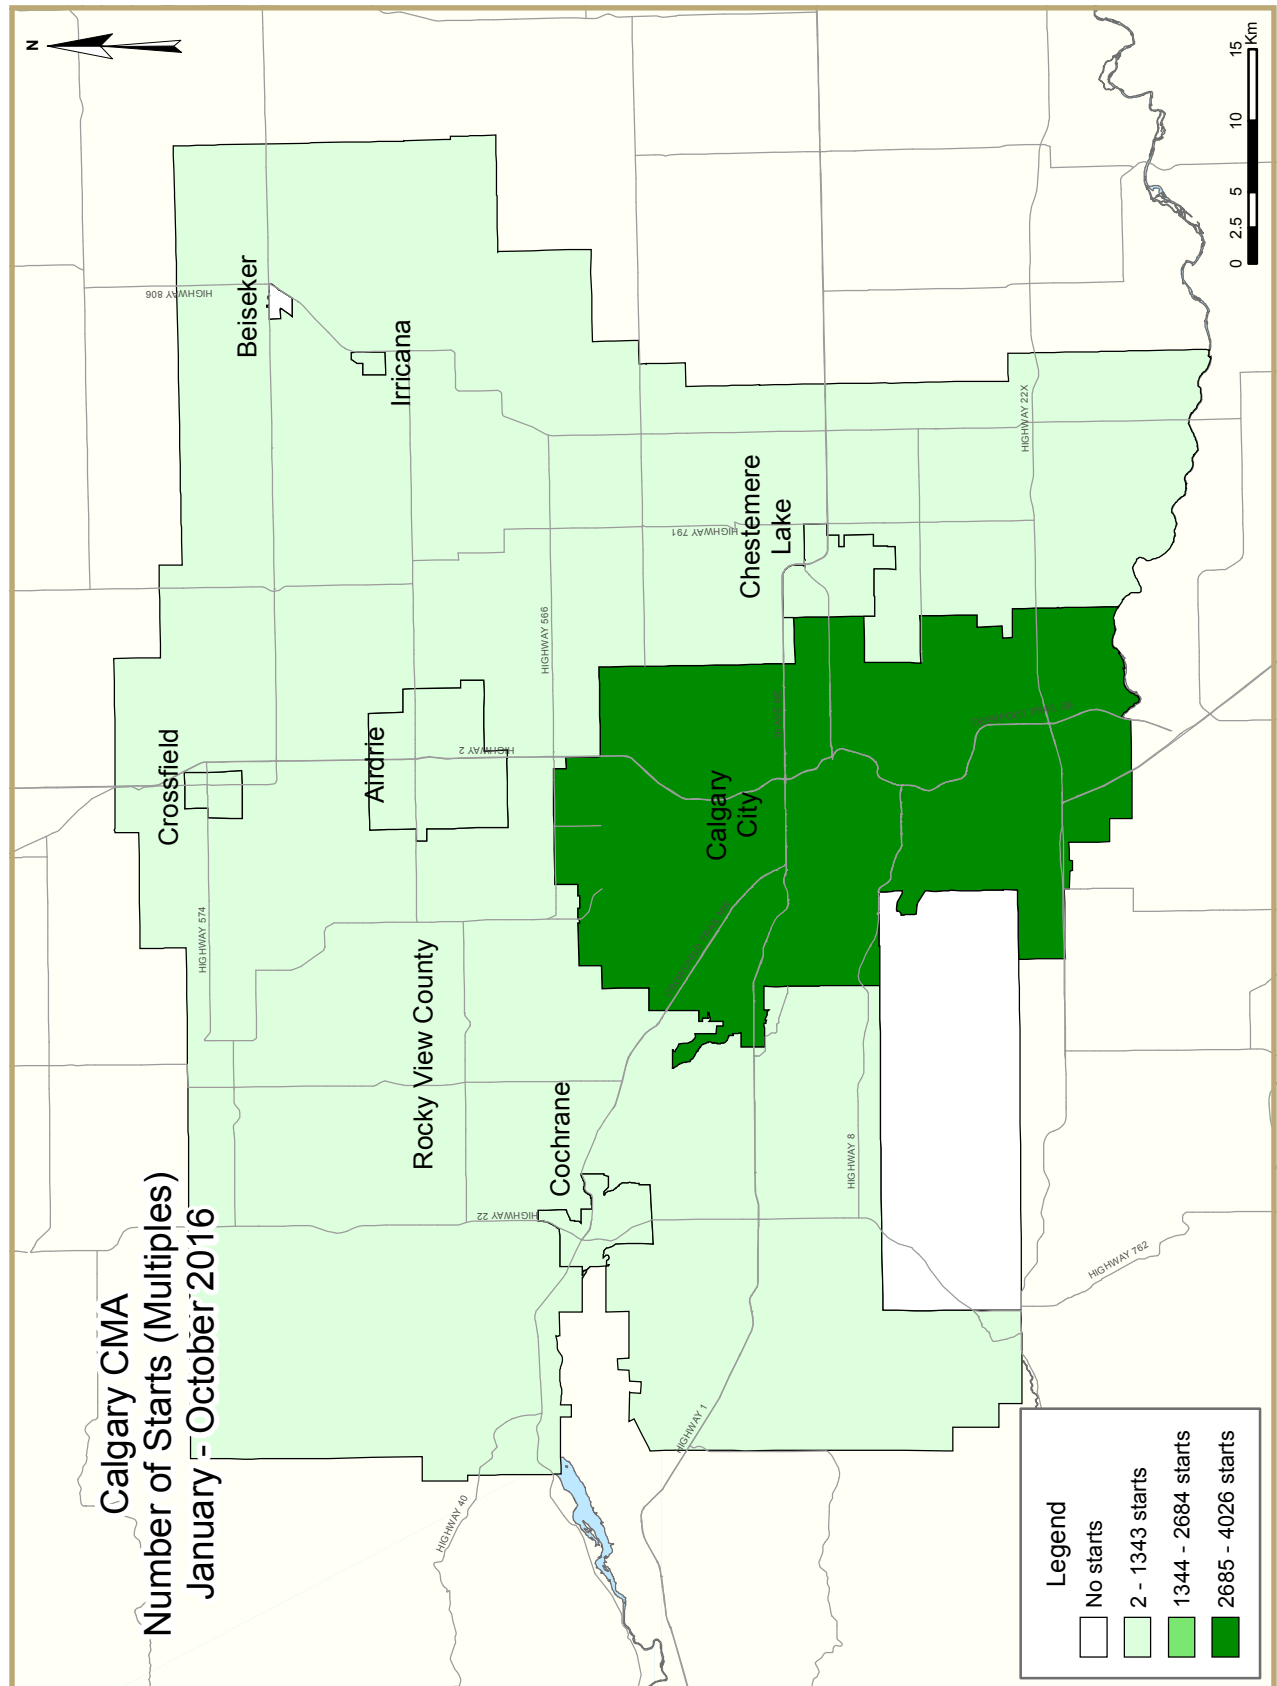 Calgary CMA
Number of Starts (Multiples)
January - October 2016
N
Crossfield
Beiseker
Irricana
Airdrie
Rocky View County
Cochrane
Calgary
City
Chestemere
Lake
HIGHWAY 806
HIGHWAY 574
HIGHWAY 2
HIGHWAY 566
HIGHWAY 791
HIGHWAY 22X
HIGHWAY 22
HIGHWAY 8
HIGHWAY 1
HIGHWAY 40
HIGHWAY 762
Legend
No starts
2 - 1343 starts
1344 - 2684 starts
2685 - 4026 starts
0 2.5 5 10 15
Km